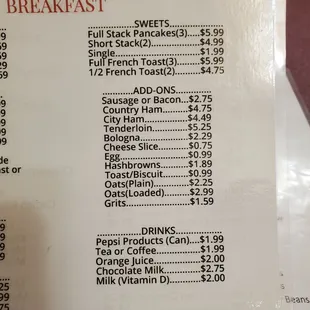 BREAKFAST
SWEETS
Full Stack Pancakes(3).....$5.99
Short Stack(2)............$4.99
Single..........................$1.99
Full French Toast(3)......$5.99
1/2 French Toast(2).......$4.75
ADD-ONS
Sausage or Bacon...$2.75
Country Ham.........$4.75
City Ham...............$4.49
Tenderloin.............$5.25
Bologna.................$2.29
Cheese Slice..........$0.75
Egg.......................$0.99
Hashbrowns..........$1.89
Toast/Biscuit.........$0.99
Oats(Plain)............$2.25
Oats(Loaded)........$2.99
Grits.....................$1.59
DRINKS
Pepsi Products (Can)....$1.99
Tea or Coffee...............$1.99
Orange Juice...............$2.00
Chocolate Milk............$2.75
Milk (Vitamin D)..........$2.00
Beans